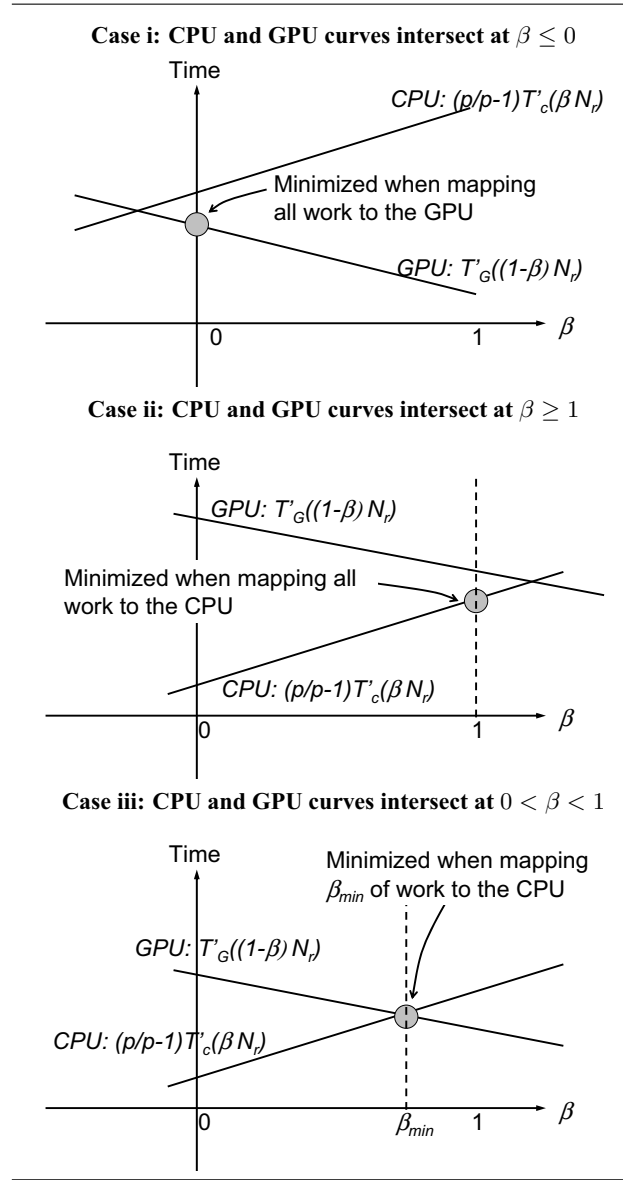 Case i: CPU and GPU curves intersect at β ≤ 0
Time
CPU: (p/p-1)T'c(β Nr)
Minimized when mapping
all work to the GPU
GPU: T'G((1-β) Nr)
0
1
β
Case ii: CPU and GPU curves intersect at β ≥ 1
Time
GPU: T'G((1-β) Nr)
Minimized when mapping all
work to the CPU
CPU: (p/p-1)T'c(β Nr)
0
1
β
Case iii: CPU and GPU curves intersect at 0 < β < 1
Time
Minimized when mapping
βmin of work to the CPU
GPU: T'G((1-β) Nr)
CPU: (p/p-1)T'c(β Nr)
0
βmin
1
β